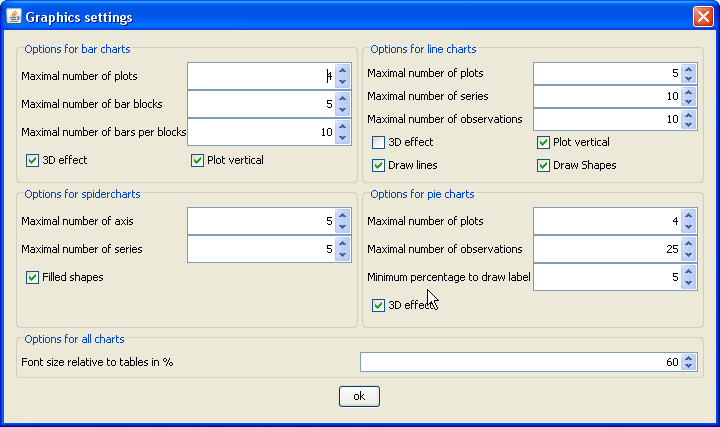 Graphics settings
Options for bar charts
Maximal number of plots 4
Maximal number of bar blocks 5
Maximal number of bars per blocks 10
3D effect Plot vertical
Options for line charts
Maximal number of plots 5
Maximal number of series 10
Maximal number of observations 10
3D effect Plot vertical
Draw lines Draw Shapes
Options for spidercharts
Maximal number of axis 5
Maximal number of series 5
Filled shapes
Options for pie charts
Maximal number of plots 4
Maximal number of observations 25
Minimum percentage to draw label 5
3D effect
Options for all charts
Font size relative to tables in % 60
ok